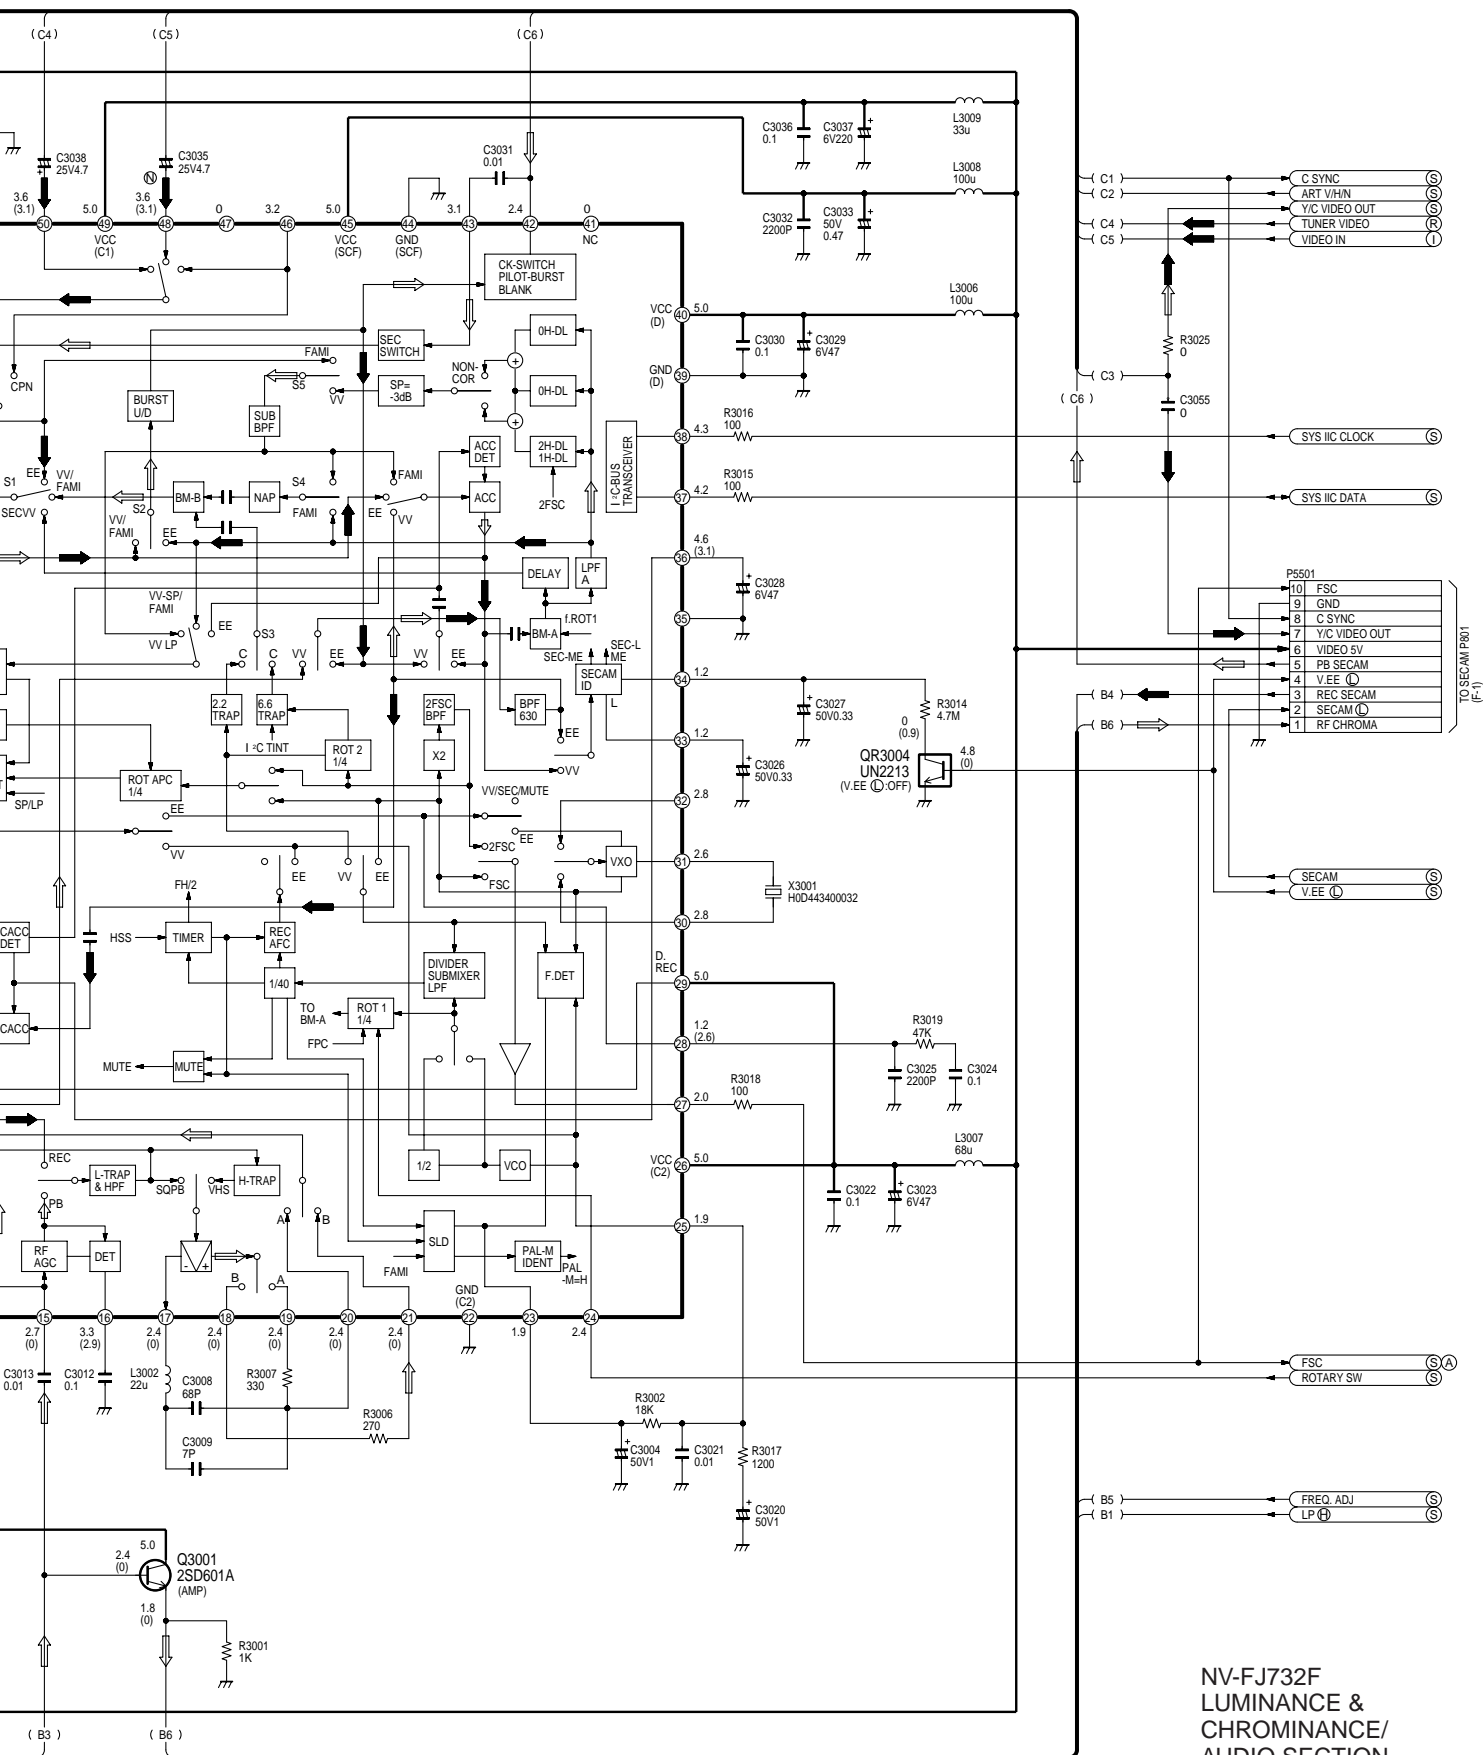 ( C4 )
( C5 )
( C6 )
C3038
25V4.7
C3035
25V4.7
N
C3031
0.01
C3036
0.1
C3037
6V220
L3009
33u
L3008
100u
C3032
2200P
C3033
50V
0.47
3.6
(3.1)
5.0
3.6
(3.1)
0
3.2
5.0
3.1
2.4
0
50
49
48
47
46
45
44
43
42
41
VCC
(C1)
VCC
(SCF)
GND
(SCF)
NC
( C1 )
( C2 )
( C4 )
( C5 )
C SYNC
S
ART V/H/N
S
Y/C VIDEO OUT
S
TUNER VIDEO
R
VIDEO IN
I
CK-SWITCH
PILOT-BURST
BLANK
L3006
100u
VCC
(D)
40
5.0
C3030
0.1
C3029
6V47
GND
(D)
39
R3025
0
( C3 )
C3055
0
( C6 )
0H-DL
SEC
SWITCH
FAMI
NON-
COR
S5
VV
SP=
-3dB
0H-DL
CPN
BURST
U/D
SUB
BPF
ACC
DET
2H-DL
1H-DL
I ²C-BUS
TRANSCEIVER
38
4.3
R3016
100
SYS IIC CLOCK
S
37
4.2
R3015
100
SYS IIC DATA
S
S1
EE
VV/
FAMI
SECVV
BM-B
NAP
S4
FAMI
FAMI
EE
VV
ACC
2FSC
S2
VV/
FAMI
EE
4.6
(3.1)
36
C3028
6V47
35
DELAY
LPF
A
VV-SP/
FAMI
EE
VV LP
S3
f.ROT1
BM-A
SEC-ME
SEC-L
ME
C
C
VV
EE
VV
EE
SECAM
ID
L
34
1.2
C3027
50V0.33
R3014
4.7M
0
(0.9)
2.2
TRAP
6.6
TRAP
2FSC
BPF
BPF
630
EE
33
1.2
C3026
50V0.33
QR3004
UN2213
(V.EE L:OFF)
4.8
(0)
P5501
10 FSC
9 GND
8 C SYNC
7 Y/C VIDEO OUT
6 VIDEO 5V
5 PB SECAM
4 V.EE L
3 REC SECAM
2 SECAM L
1 RF CHROMA
TO SECAM P801
(F-1)
( B4 )
( B6 )
I ²C TINT
ROT 2
1/4
X2
VV
ROT APC
1/4
SP/LP
VV/SEC/MUTE
32
2.8
EE
EE
2FSC
VXO
31
2.6
X3001
H0D443400032
VV
EE
VV
EE
FSC
30
2.8
SECAM
S
V.EE L
S
FH/2
CACC
DET
HSS
TIMER
REC
AFC
1/40
DIVIDER
SUBMIXER
LPF
F.DET
D.
REC
29
5.0
TO
BM-A
ROT 1
1/4
FPC
CACC
1.2
(2.6)
28
R3019
47K
MUTE
MUTE
C3025
2200P
C3024
0.1
27
2.0
R3018
100
REC
L-TRAP
& HPF
SQPB
VHS
H-TRAP
1/2
VCO
VCC
(C2)
26
5.0
L3007
68u
C3022
0.1
C3023
6V47
PB
A
B
25
1.9
RF
AGC
DET
- +
SLD
PAL-M
IDENT
FAMI
PAL
-M=H
B
A
GND
(C2)
15
16
17
18
19
20
21
22
23
24
2.7
(0)
3.3
(2.9)
2.4
(0)
2.4
(0)
2.4
(0)
2.4
(0)
2.4
(0)
1.9
2.4
C3013
0.01
C3012
0.1
L3002
22u
C3008
68P
R3007
330
C3009
7P
R3006
270
FSC
S A
ROTARY SW
S
R3002
18K
C3004
50V1
C3021
0.01
R3017
1200
C3020
50V1
( B5 )
( B1 )
FREQ. ADJ
S
LP H
S
5.0
2.4
(0)
Q3001
2SD601A
(AMP)
1.8
(0)
R3001
1K
( B3 )
( B6 )
NV-FJ732F
LUMINANCE &
CHROMINANCE/
AUDIO SECTION